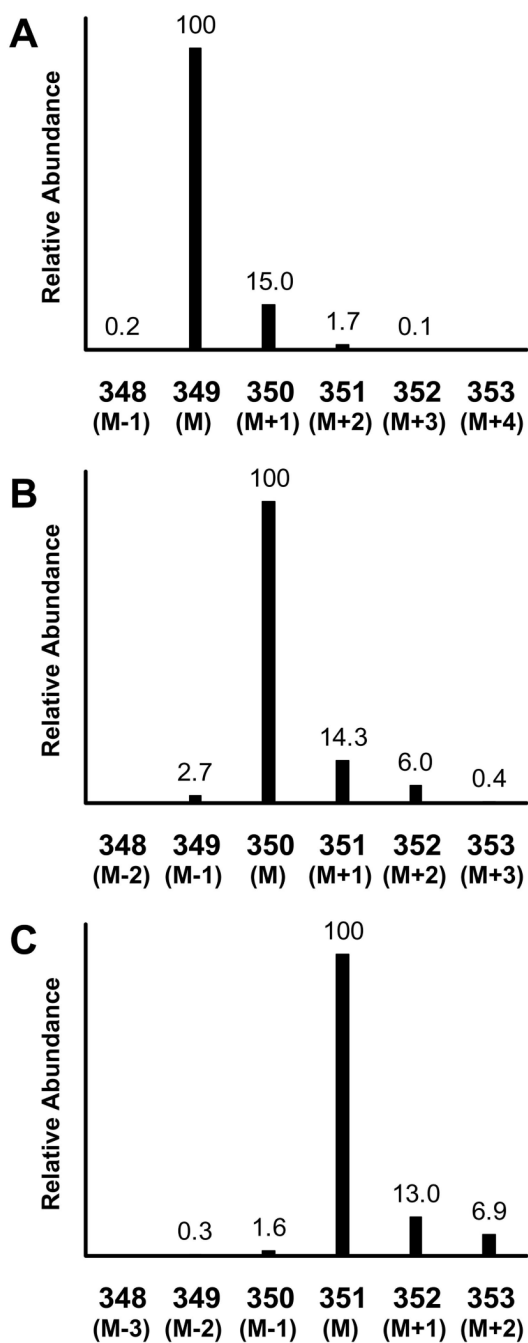 A
Relative Abundance
100
0.2
15.0
1.7
0.1
348 349 350 351 352 353
(M-1) (M) (M+1) (M+2) (M+3) (M+4)
B
Relative Abundance
100
2.7
14.3
6.0
0.4
348 349 350 351 352 353
(M-2) (M-1) (M) (M+1) (M+2) (M+3)
C
Relative Abundance
100
0.3
1.6
13.0
6.9
348 349 350 351 352 353
(M-3) (M-2) (M-1) (M) (M+1) (M+2)